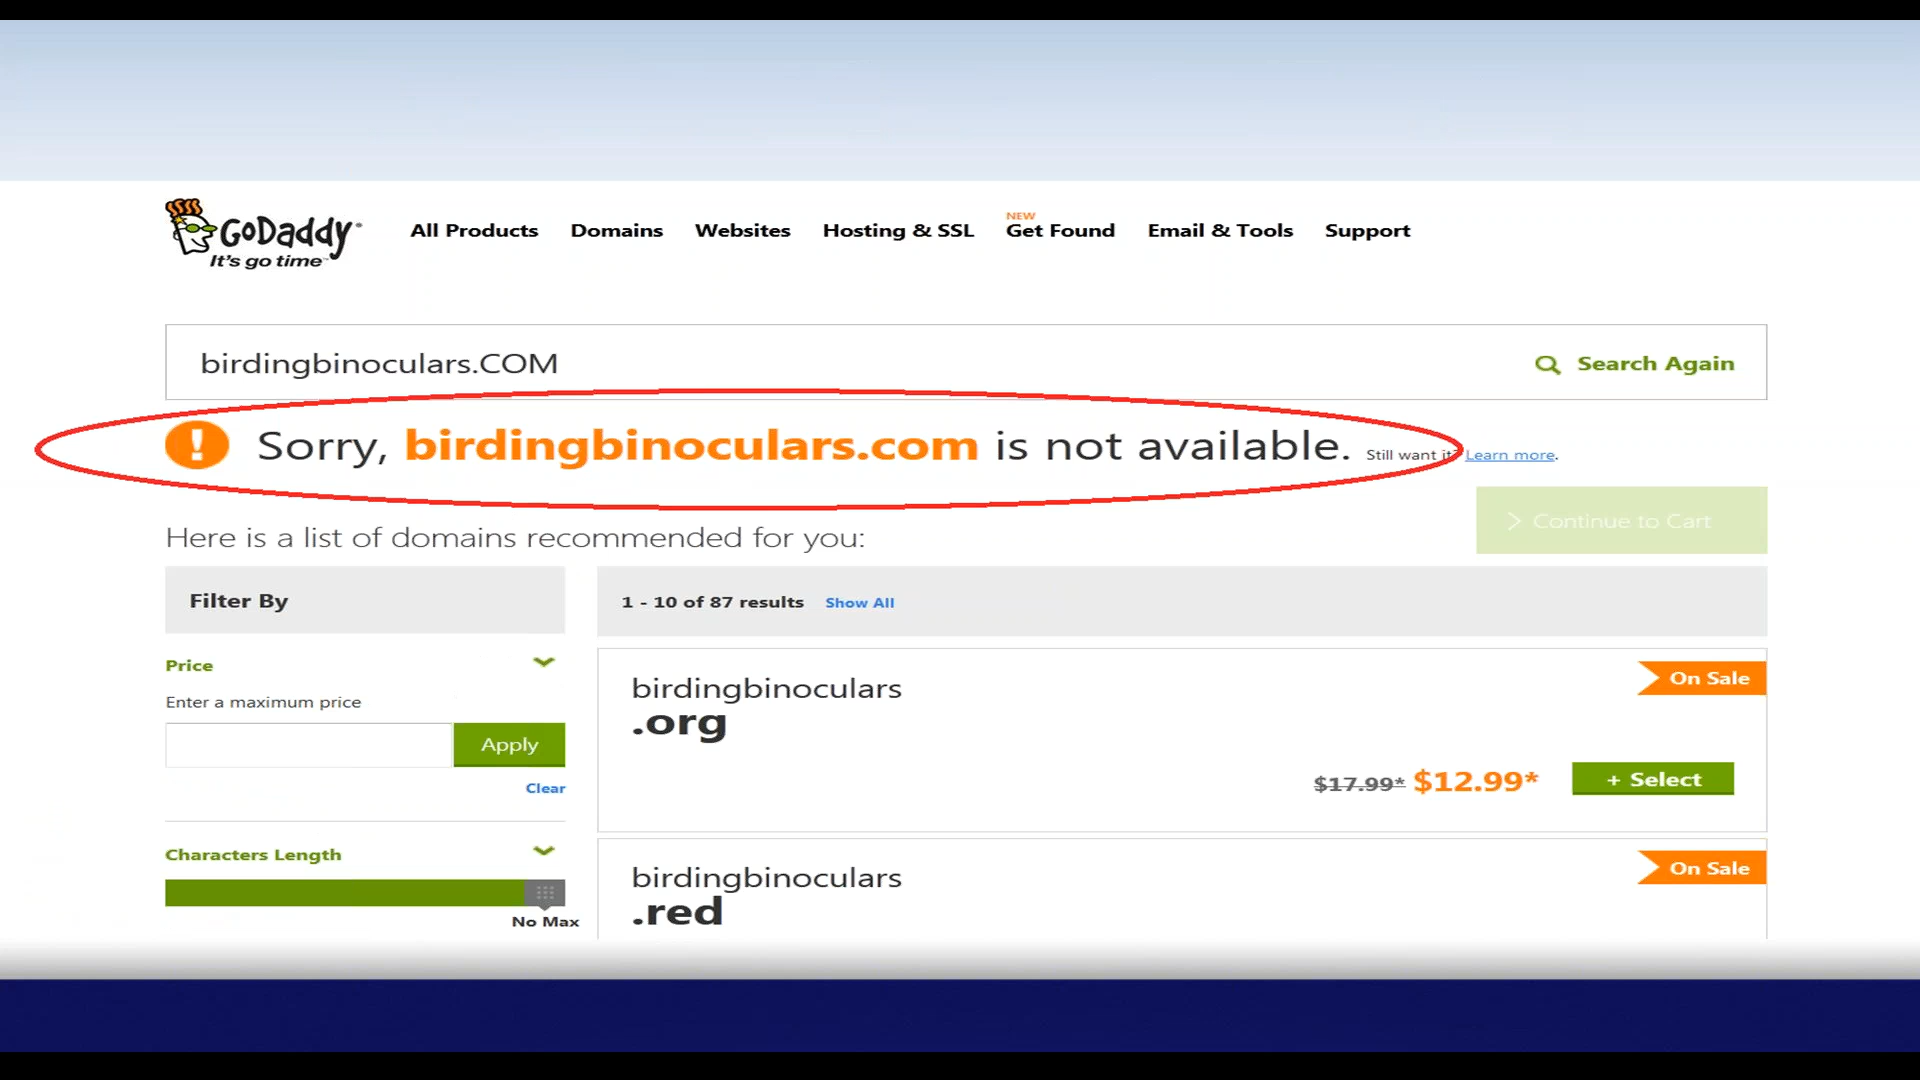 GoDaddy
It's go time™
All Products Domains Websites Hosting & SSL NEW Get Found Email & Tools Support
birdingbinoculars.COM Search Again
! Sorry, birdingbinoculars.com is not available. Still want it? Learn more.
Continue to Cart
Here is a list of domains recommended for you:
Filter By
1 - 10 of 87 results Show All
Price
Enter a maximum price
Apply
Clear
Characters Length
No Max
On Sale
birdingbinoculars
.org
$17.99* $12.99* + Select
On Sale
birdingbinoculars
.red